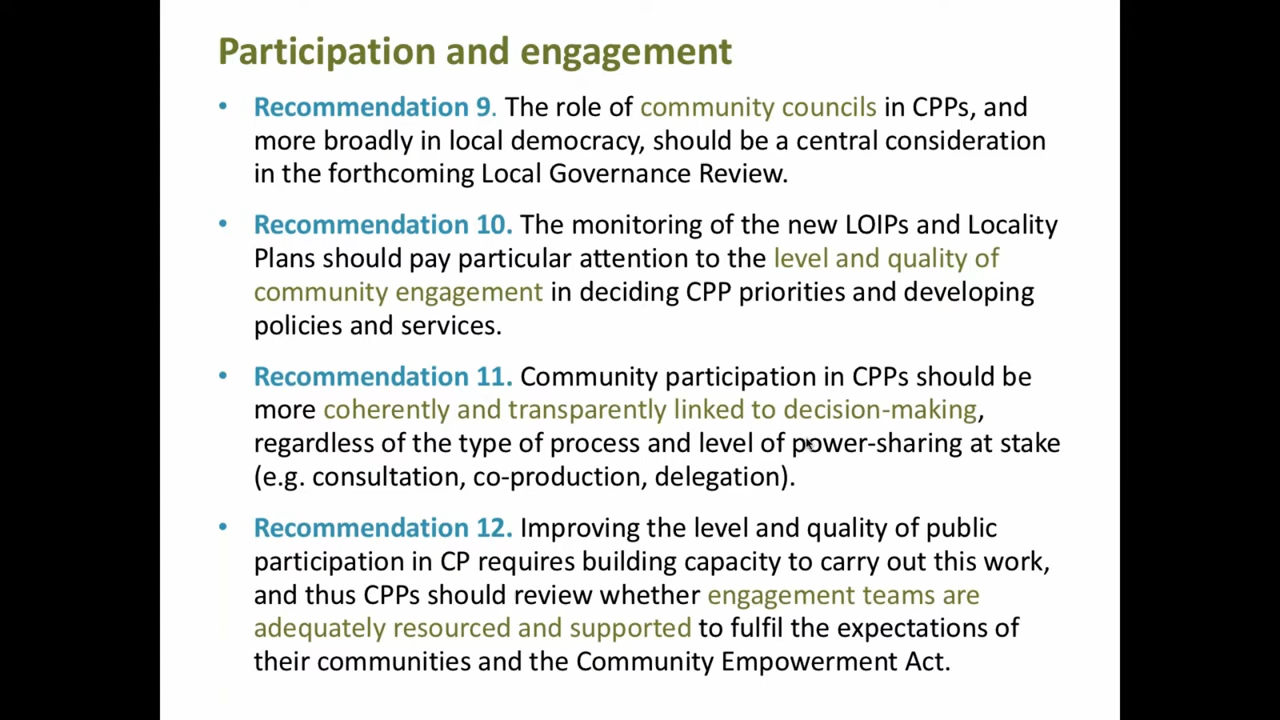 Participation and engagement
• Recommendation 9. The role of community councils in CPPs, and
more broadly in local democracy, should be a central consideration
in the forthcoming Local Governance Review.
• Recommendation 10. The monitoring of the new LOIPs and Locality
Plans should pay particular attention to the level and quality of
community engagement in deciding CPP priorities and developing
policies and services.
• Recommendation 11. Community participation in CPPs should be
more coherently and transparently linked to decision-making,
regardless of the type of process and level of power-sharing at stake
(e.g. consultation, co-production, delegation).
• Recommendation 12. Improving the level and quality of public
participation in CP requires building capacity to carry out this work,
and thus CPPs should review whether engagement teams are
adequately resourced and supported to fulfil the expectations of
their communities and the Community Empowerment Act.